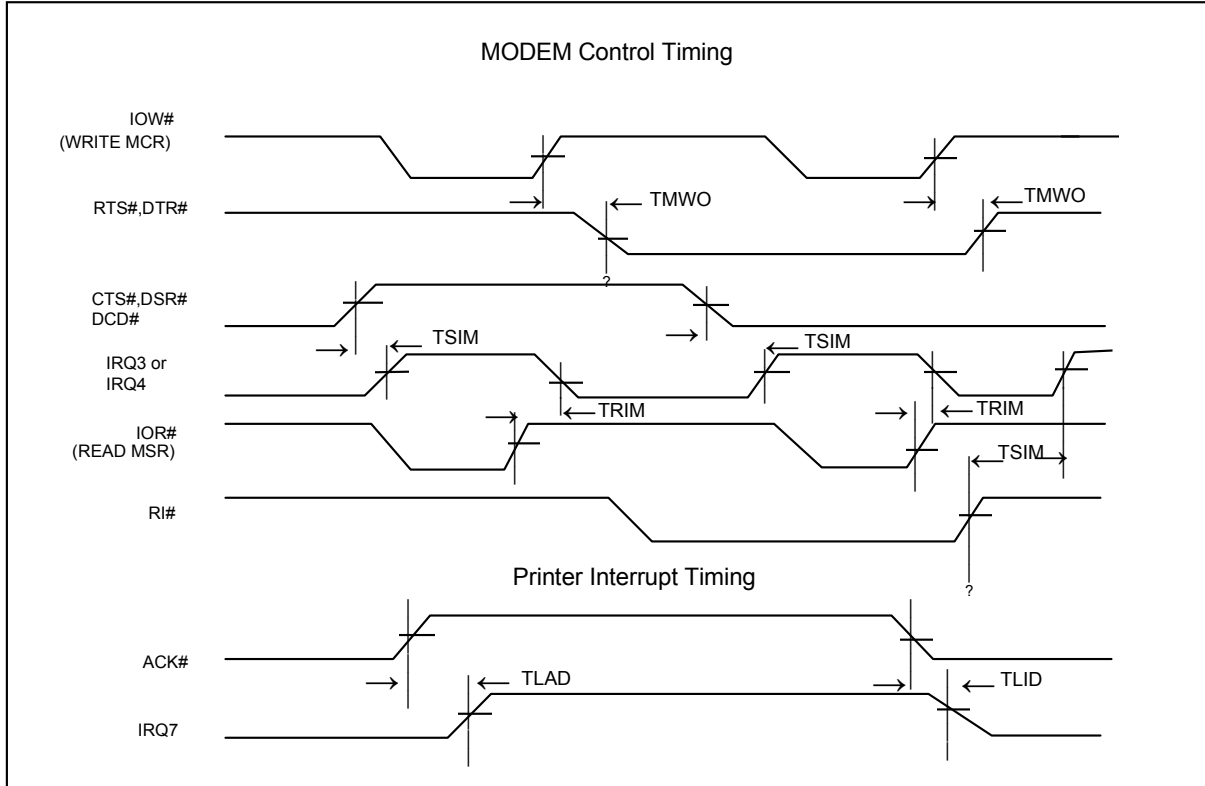 MODEM Control Timing
IOW#
(WRITE MCR)
RTS#,DTR#
TMWO
TMWO
?
CTS#,DSR#
DCD#
TSIM
TSIM
IRQ3 or
IRQ4
TRIM
TRIM
IOR#
(READ MSR)
TSIM
RI#
?
Printer Interrupt Timing
ACK#
TLAD
TLID
IRQ7